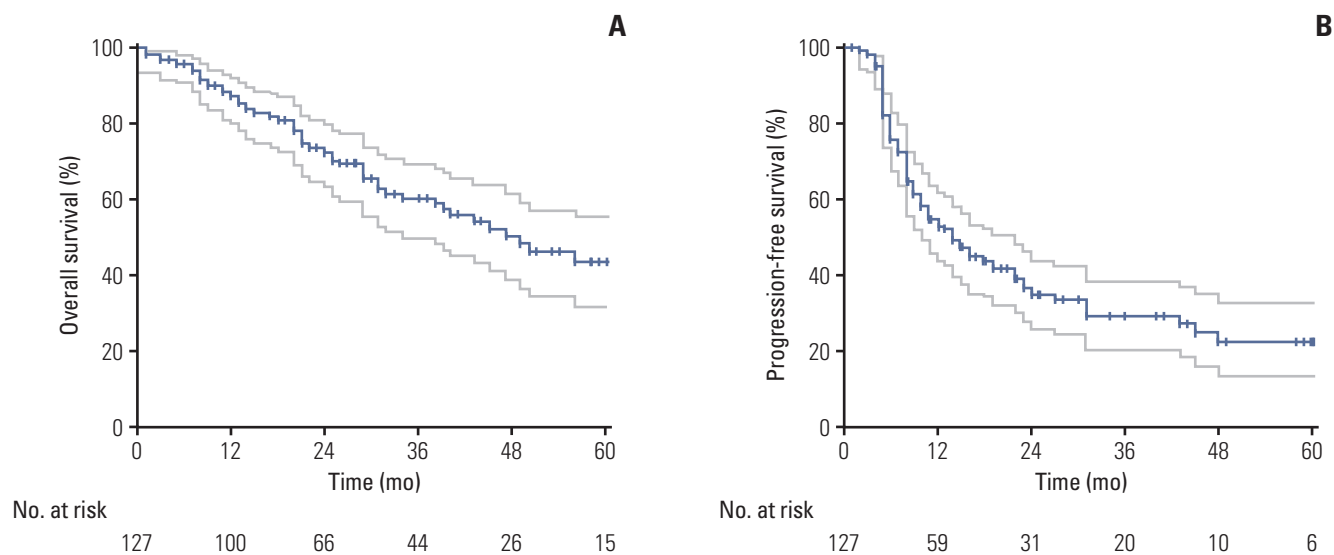 A
Overall survival (%)
100
80
60
40
20
0
0 12 24 36 48 60
Time (mo)
No. at risk
127 100 66 44 26 15
B
Progression-free survival (%)
100
80
60
40
20
0
0 12 24 36 48 60
Time (mo)
No. at risk
127 59 31 20 10 6